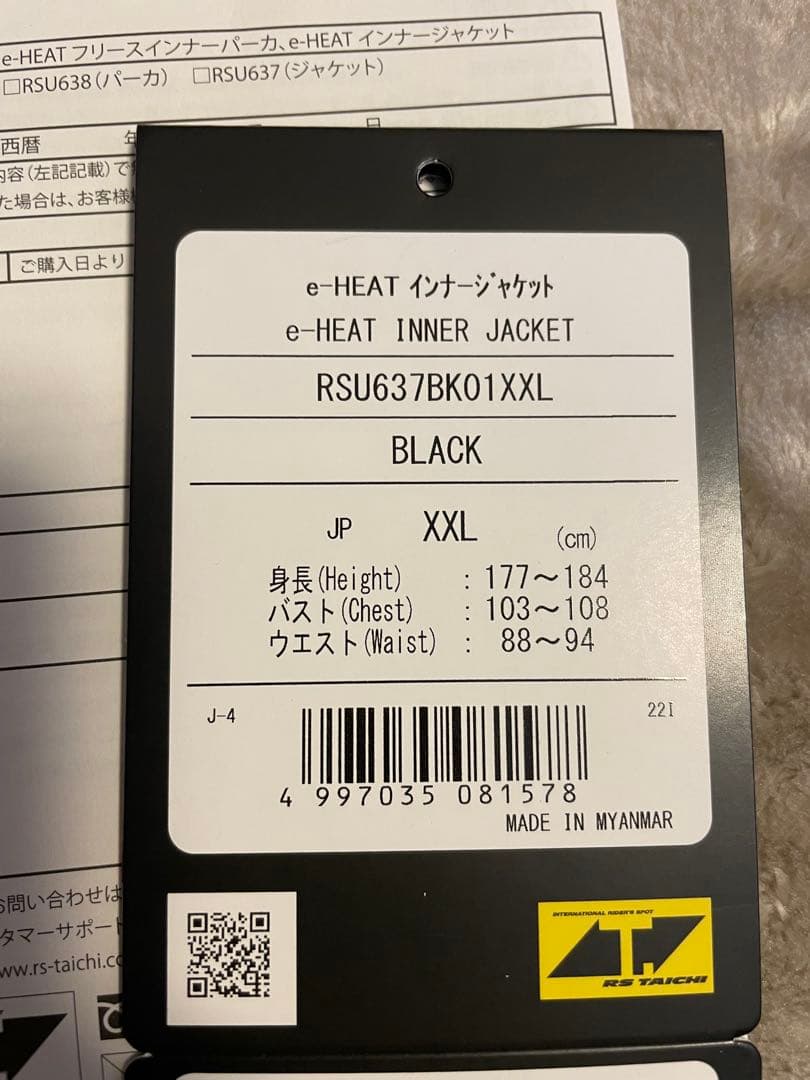 e-HEAT フリースインナーパーカ、e-HEAT インナージャケット
□RSU638（パーカ） □RSU637（ジャケット）
西暦 年 日
内容（左記記載）で
た場合は、お客様
ご購入日より
e-HEAT インナージャケット
e-HEAT INNER JACKET
RSU637BK01XXL
BLACK
JP XXL (cm)
身長(Height) : 177～184
バスト(Chest) : 103～108
ウエスト(Waist) : 88～94
J-4 22I
4 997035 081578
MADE IN MYANMAR
お問い合わせは
タマーサポート
www.rs-taichi.co
INTERNATIONAL RIDER'S SPOT
RS TAICHI